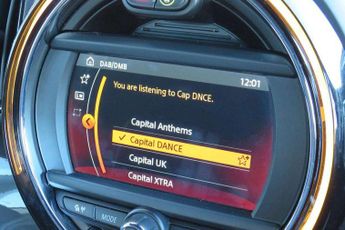 DAB/DMB
12:01
You are listening to Cap DNCE.
Capital Anthems
Capital DANCE
Capital UK
Capital XTRA
MODE